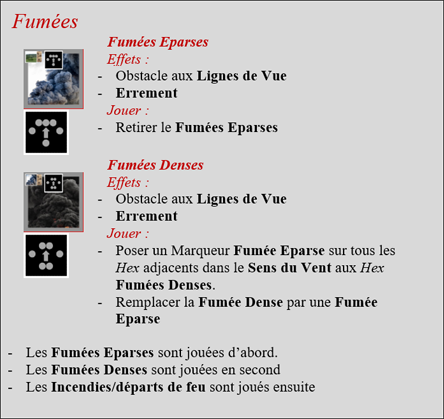 Fumées
Fumées Eparses
Effets :
- Obstacle aux Lignes de Vue
- Errement
Jouer :
- Retirer le Fumées Eparses
Fumées Denses
Effets :
- Obstacle aux Lignes de Vue
- Errement
Jouer :
- Poser un Marqueur Fumée Eparse sur tous les
Hex adjacents dans le Sens du Vent aux Hex
Fumées Denses.
- Remplacer la Fumée Dense par une Fumée
Eparse
- Les Fumées Eparses sont jouées d’abord.
- Les Fumées Denses sont jouées en second
- Les Incendies/départs de feu sont joués ensuite